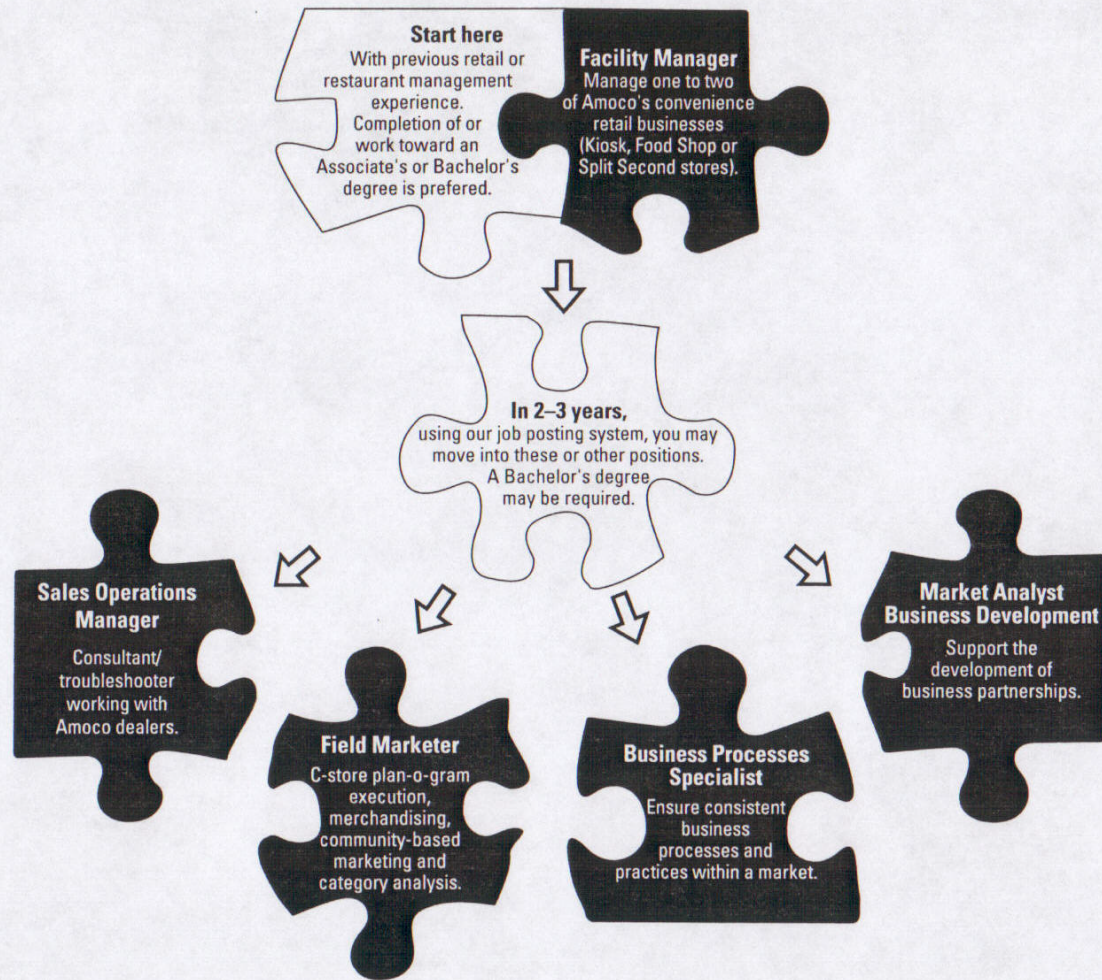 Start here
With previous retail or
restaurant management
experience.
Completion of or
work toward an
Associate's or Bachelor's
degree is prefered.
Facility Manager
Manage one to two
of Amoco's convenience
retail businesses
(Kiosk, Food Shop or
Split Second stores).
In 2–3 years,
using our job posting system, you may
move into these or other positions.
A Bachelor's degree
may be required.
Sales Operations
Manager
Consultant/
troubleshooter
working with
Amoco dealers.
Field Marketer
C-store plan-o-gram
execution,
merchandising,
community-based
marketing and
category analysis.
Business Processes
Specialist
Ensure consistent
business
processes and
practices within a market.
Market Analyst
Business Development
Support the
development of
business partnerships.